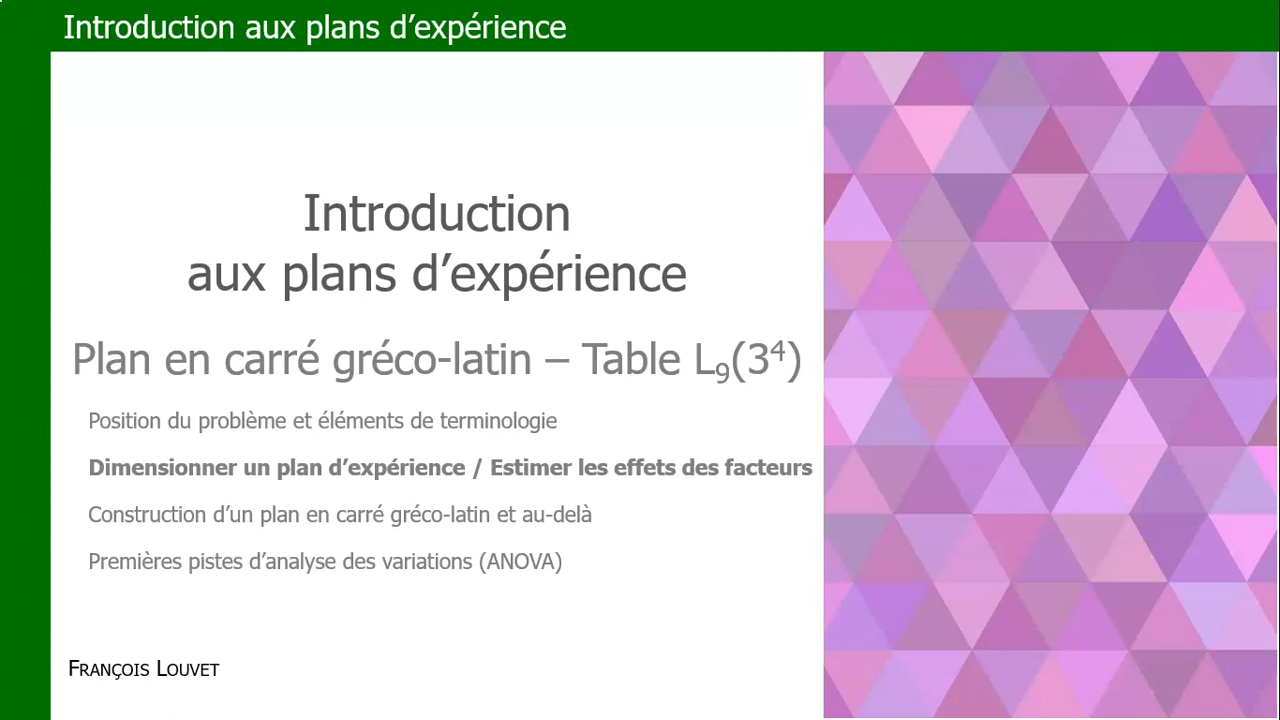 Introduction aux plans d’expérience
Introduction
aux plans d’expérience
Plan en carré gréco-latin – Table L₉(3⁴)
Position du problème et éléments de terminologie
Dimensionner un plan d’expérience / Estimer les effets des facteurs
Construction d’un plan en carré gréco-latin et au-delà
Premières pistes d’analyse des variations (ANOVA)
FRANÇOIS LOUVET